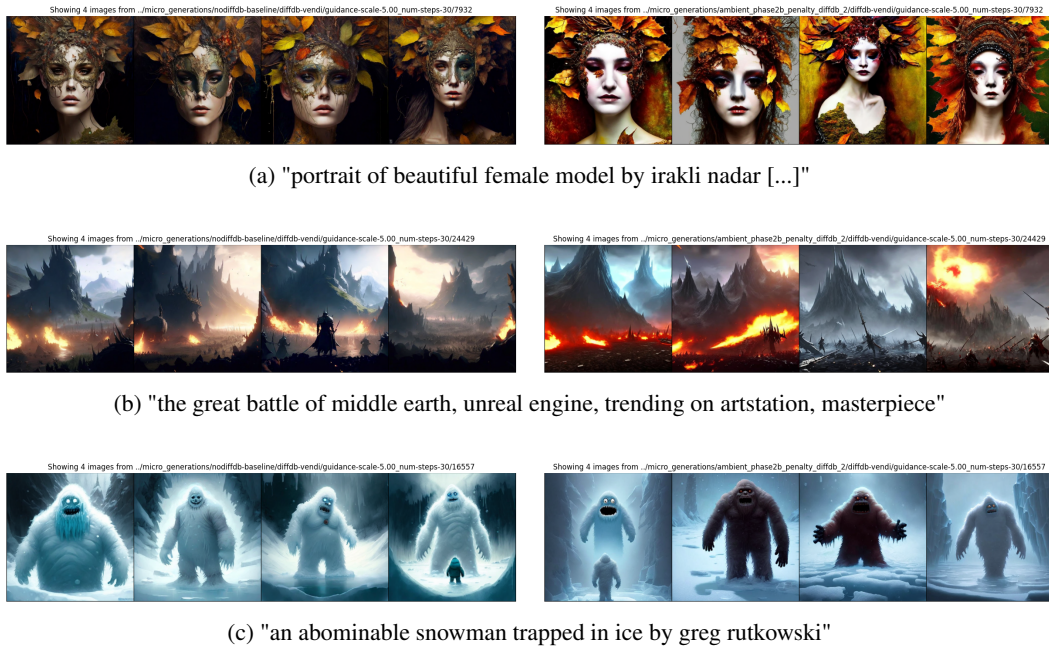 Showing 4 images from ../micro_generations/nodiffdb-baseline/diffdb-vendi/guidance-scale-5.00_num-steps-30/7932
Showing 4 images from ../micro_generations/ambient_phase2b_penalty_diffdb_2/diffdb-vendi/guidance-scale-5.00_num-steps-30/7932
(a) "portrait of beautiful female model by irakli nadar [...]"
Showing 4 images from ../micro_generations/nodiffdb-baseline/diffdb-vendi/guidance-scale-5.00_num-steps-30/24429
Showing 4 images from ../micro_generations/ambient_phase2b_penalty_diffdb_2/diffdb-vendi/guidance-scale-5.00_num-steps-30/24429
(b) "the great battle of middle earth, unreal engine, trending on artstation, masterpiece"
Showing 4 images from ../micro_generations/nodiffdb-baseline/diffdb-vendi/guidance-scale-5.00_num-steps-30/16557
Showing 4 images from ../micro_generations/ambient_phase2b_penalty_diffdb_2/diffdb-vendi/guidance-scale-5.00_num-steps-30/16557
(c) "an abominable snowman trapped in ice by greg rutkowski"